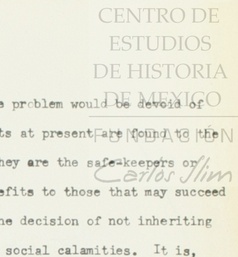 CENTRO DE
ESTUDIOS
DE HISTORIA
DE MEXICO
FUNDACIÓN
Carlos Slim
e problem would be devoid of
ts at present are found to the
hey are the safe-keepers or
efits to those that may succeed
he decision of not inheriting
social calamities. It is,